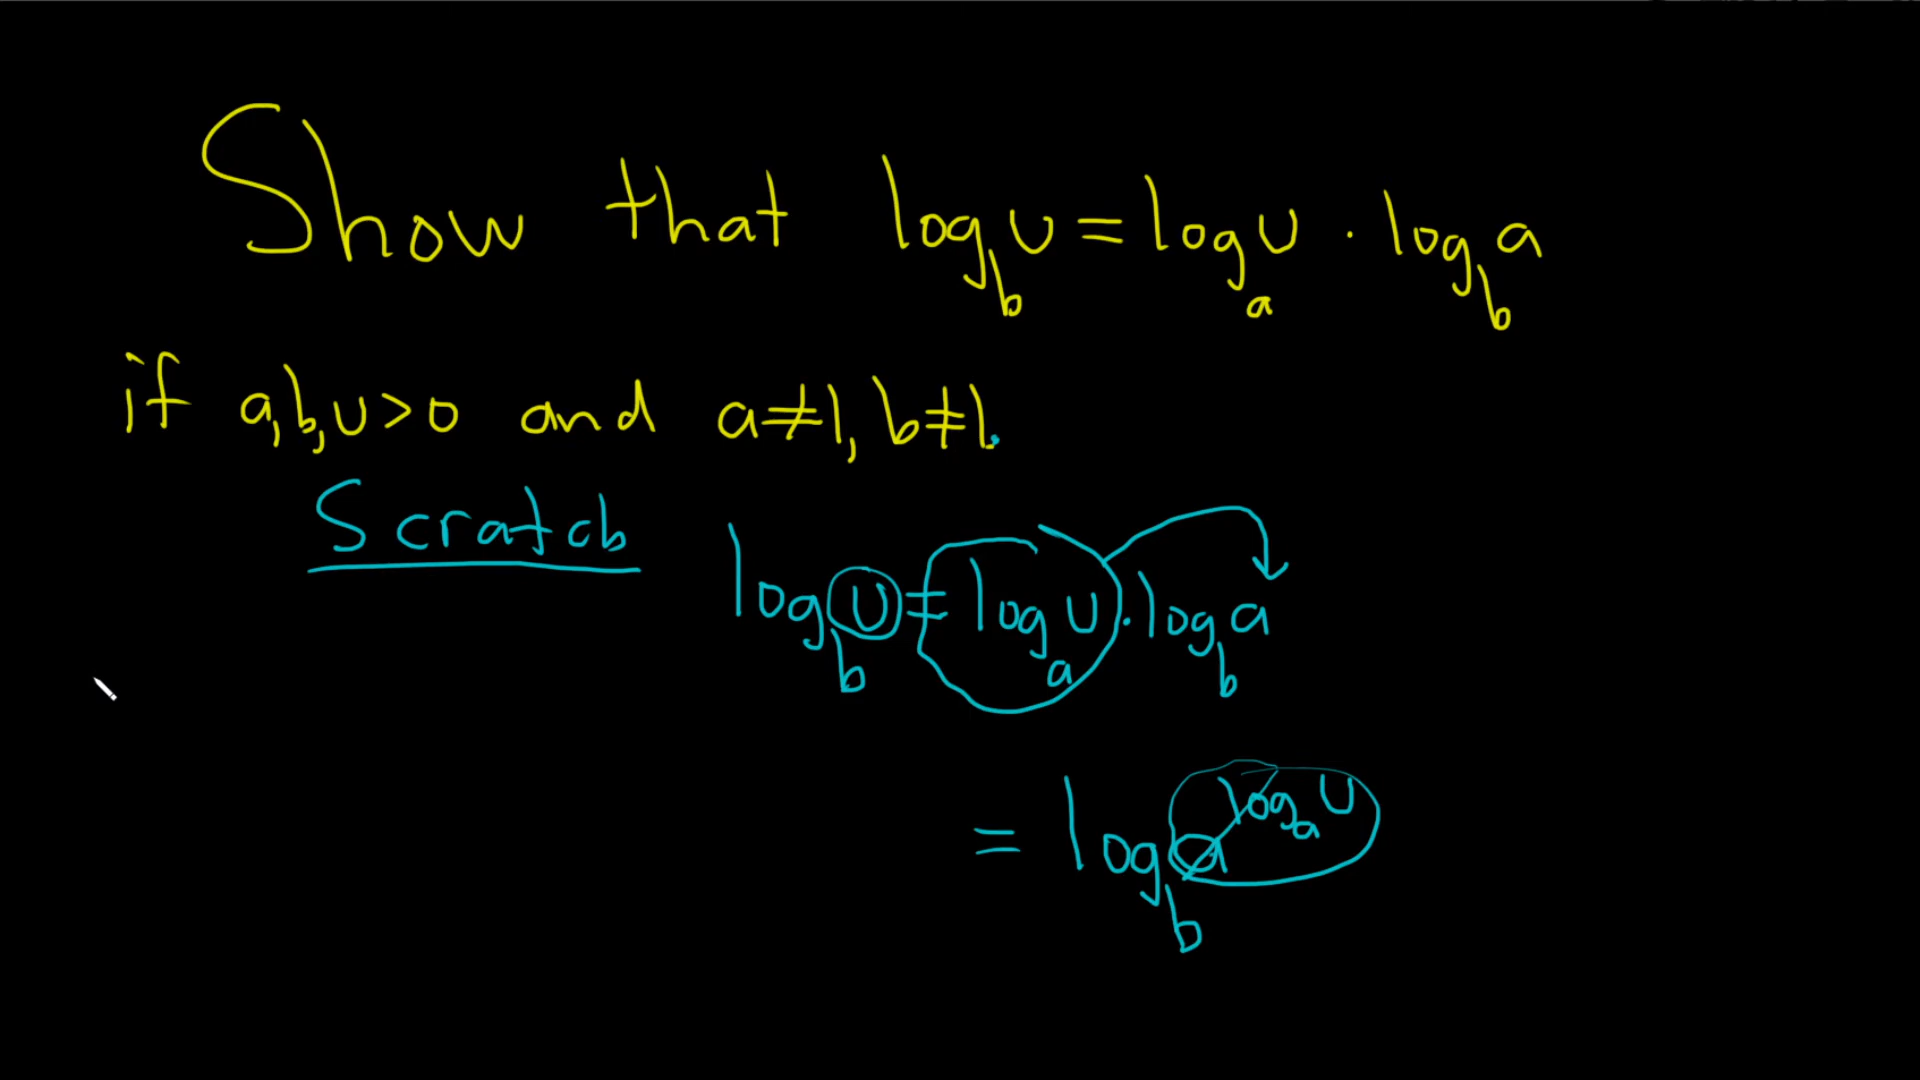 Show that log_b U = log_a U · log_b a
if a, b, U > 0 and a ≠ 1, b ≠ 1.
Scratch
log_b U = log_a U · log_b a
= log_b a^(log_a U)